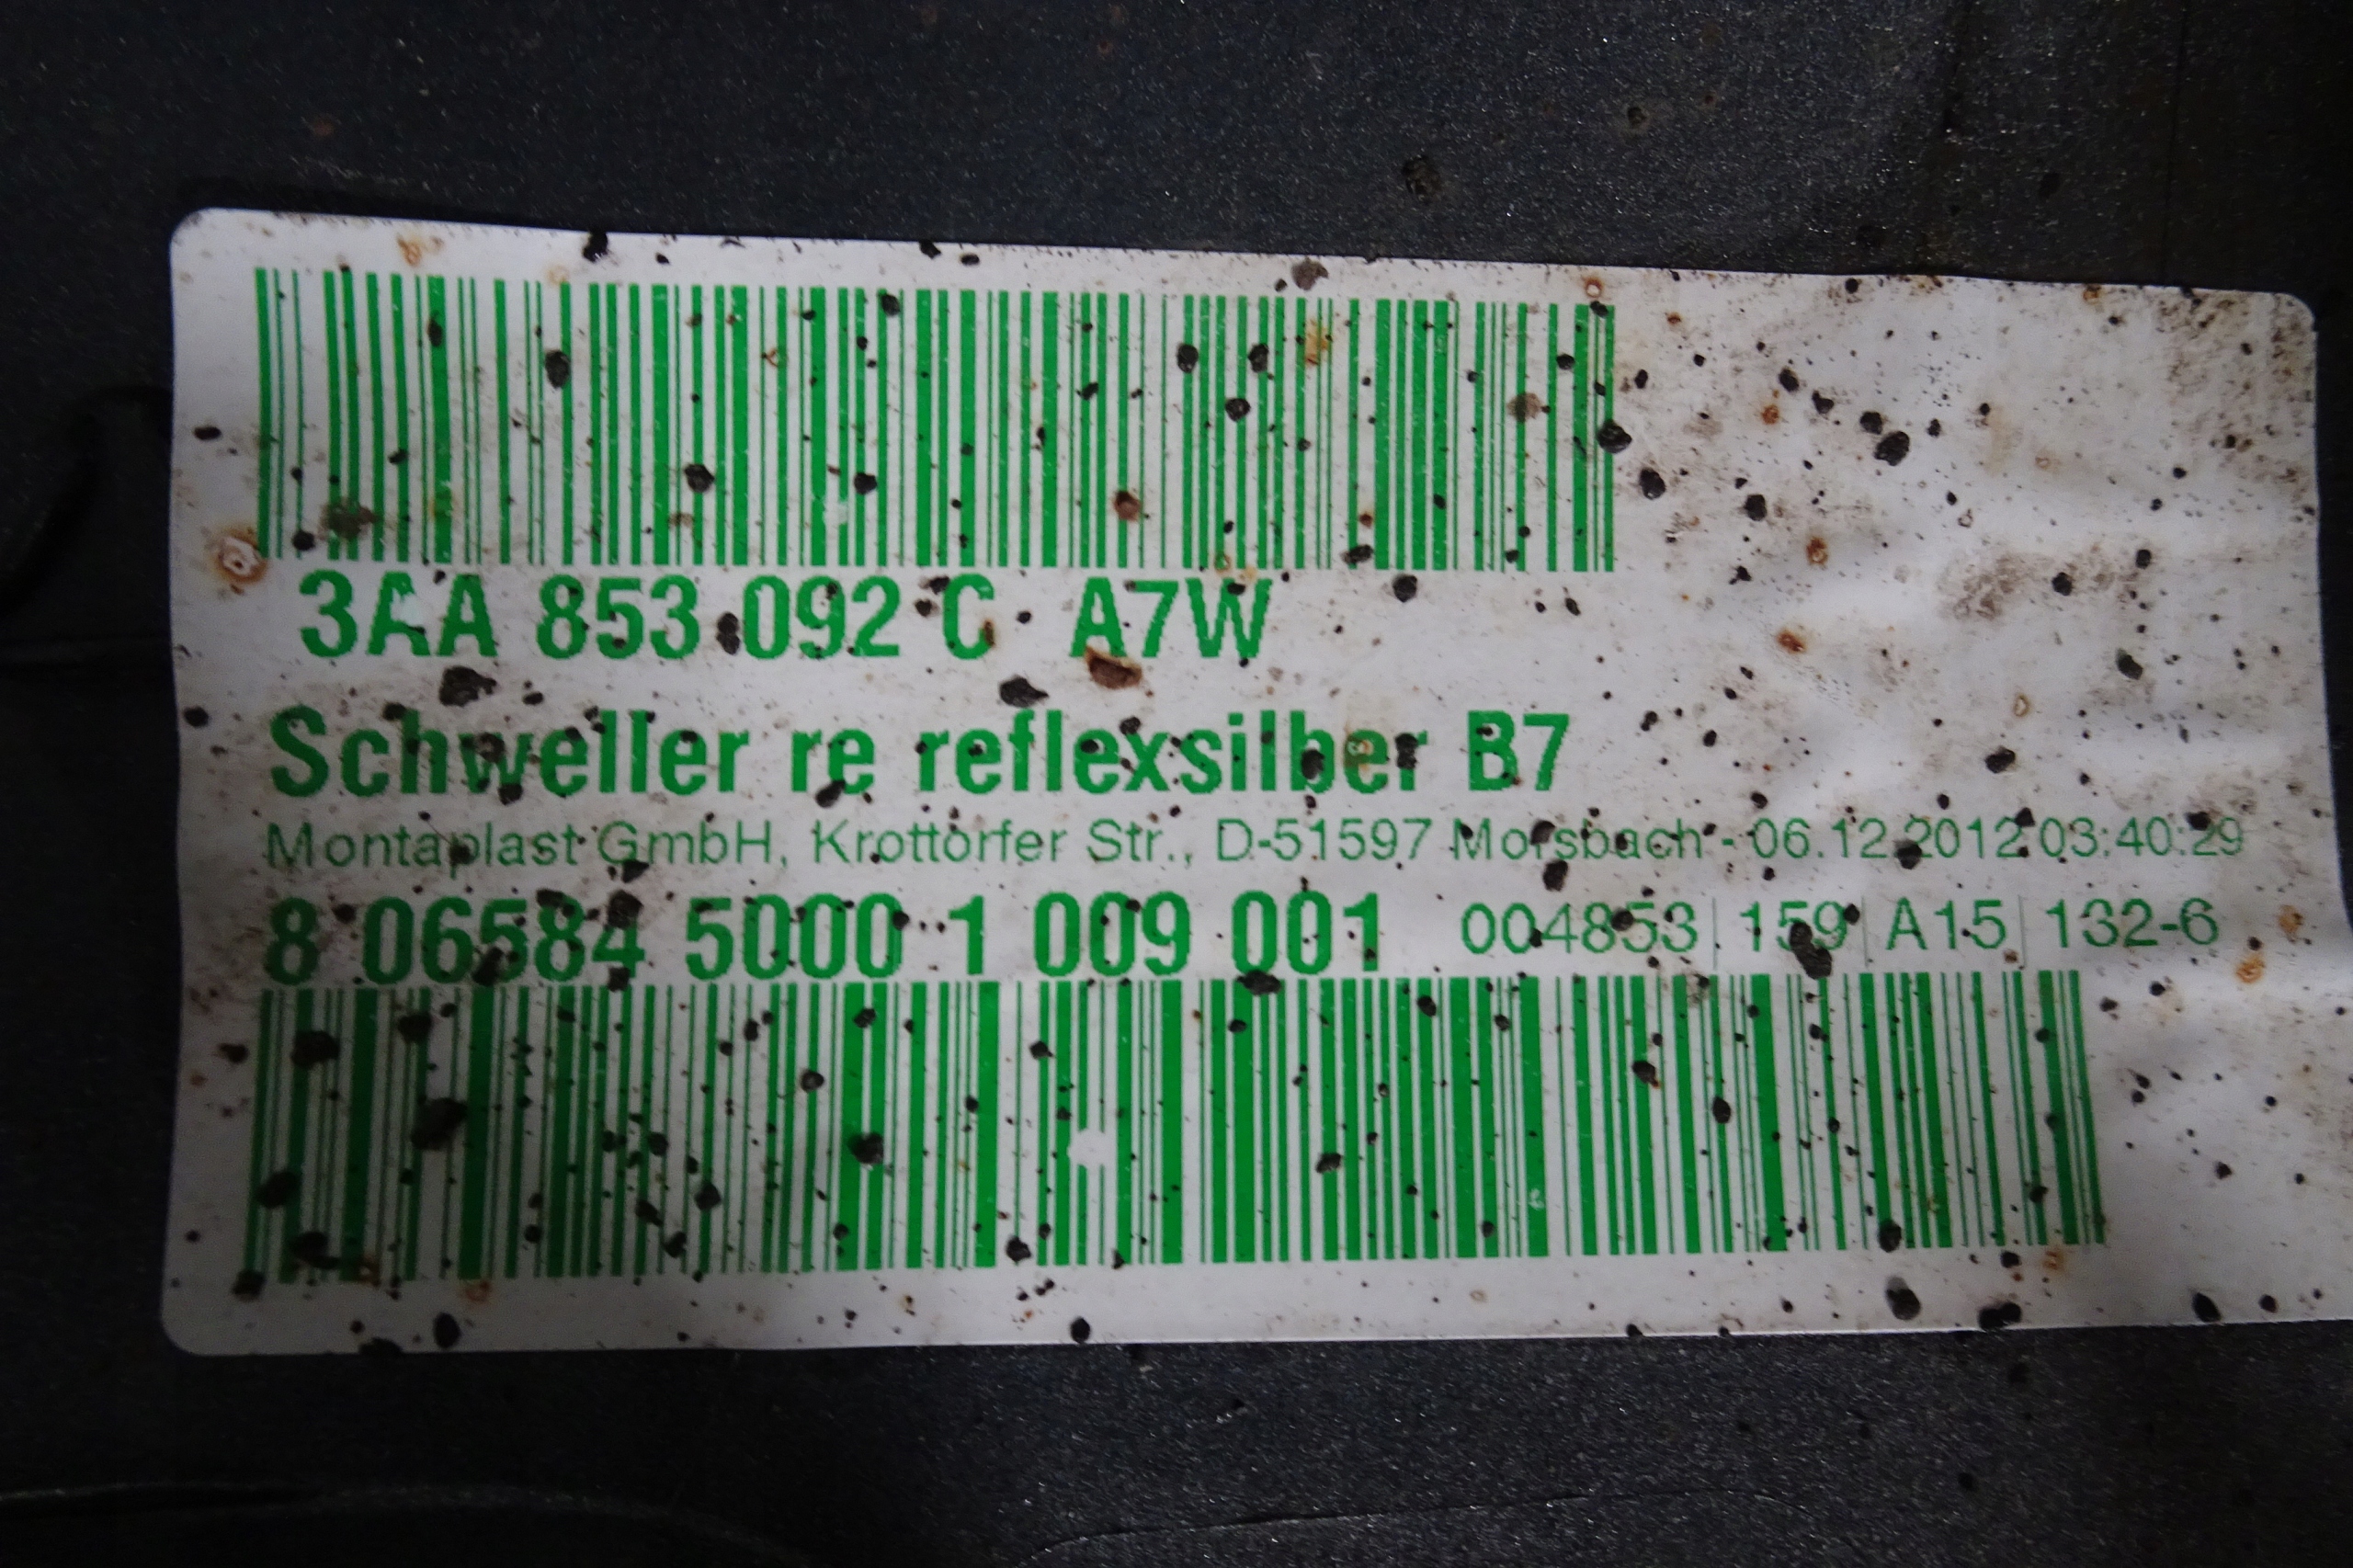 3AA 853 092 C A7W
Schweller re reflexsilber B7
Montaplast GmbH, Krottorfer Str., D-51597 Morsbach - 06.12.2012 03:40:29
8 06584 5000 1 009 001 004853 | 159 | A15 | 132-6